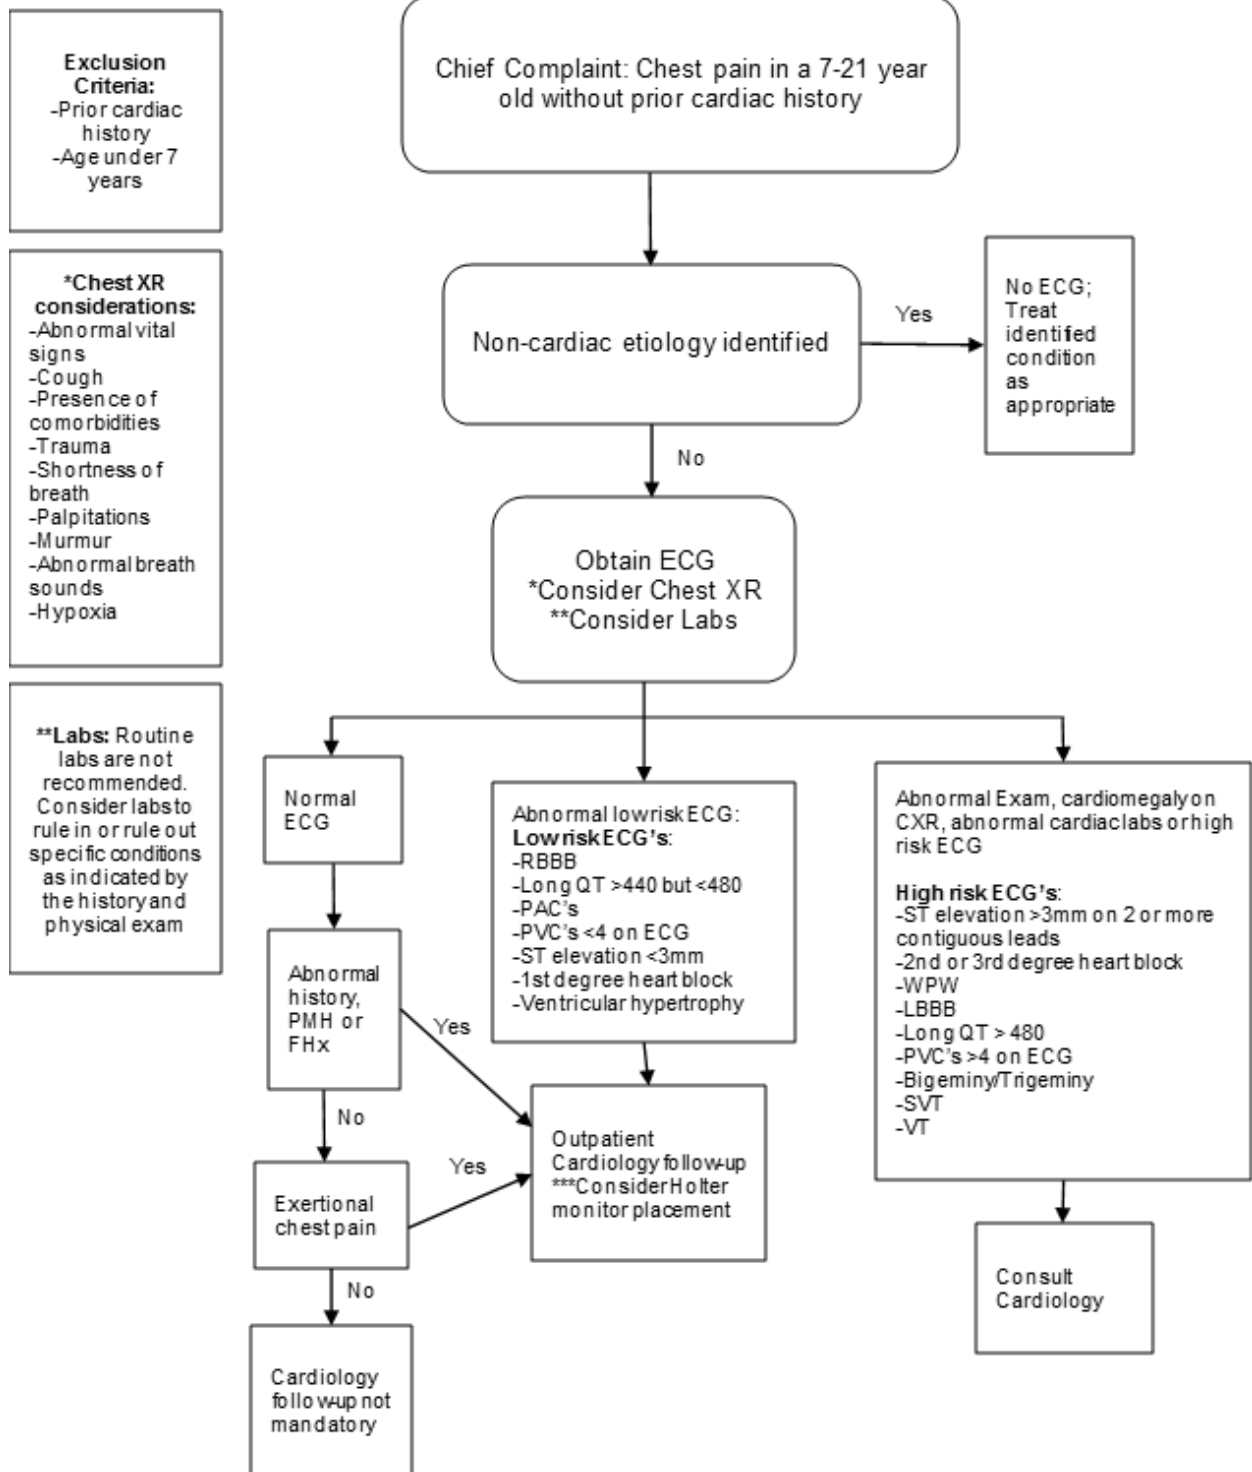 Exclusion
Criteria:
-Prior cardiac
history
-Age under 7
years
*Chest XR
considerations:
-Abnormal vital
signs
-Cough
-Presence of
comorbidities
-Trauma
-Shortness of
breath
-Palpitations
-Murmur
-Abnormal breath
sounds
-Hypoxia
**Labs: Routine
labs are not
recommended.
Consider labs to
rule in or rule out
specific conditions
as indicated by
the history and
physical exam
Chief Complaint: Chest pain in a 7-21 year
old without prior cardiac history
Non-cardiac etiology identified
Yes
No ECG;
Treat
identified
condition
as
appropriate
No
Obtain ECG
*Consider Chest XR
**Consider Labs
Normal
ECG
Abnormal
history,
PMH or
FHx
Yes
No
Exertional
chest pain
Yes
No
Cardiology
follow-up not
mandatory
Abnormal low risk ECG:
Low risk ECG's:
-RBBB
-Long QT >440 but <480
-PAC's
-PVC's <4 on ECG
-ST elevation <3mm
-1st degree heart block
-Ventricular hypertrophy
Outpatient
Cardiology follow-up
***Consider Holter
monitor placement
Abnormal Exam, cardiomegaly on
CXR, abnormal cardiac labs or high
risk ECG
High risk ECG's:
-ST elevation >3mm on 2 or more
contiguous leads
-2nd or 3rd degree heart block
-WPW
-LBBB
-Long QT > 480
-PVC's >4 on ECG
-Bigeminy/Trigeminy
-SVT
-VT
Consult
Cardiology